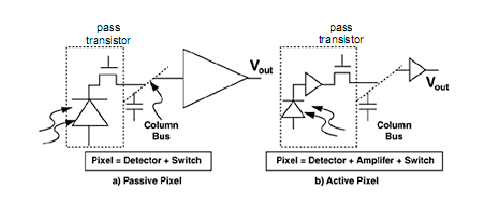 pass
transistor
Vout
Column
Bus
Pixel = Detector + Switch
a) Passive Pixel
pass
transistor
Vout
Column
Bus
Pixel = Detector + Amplifer + Switch
b) Active Pixel